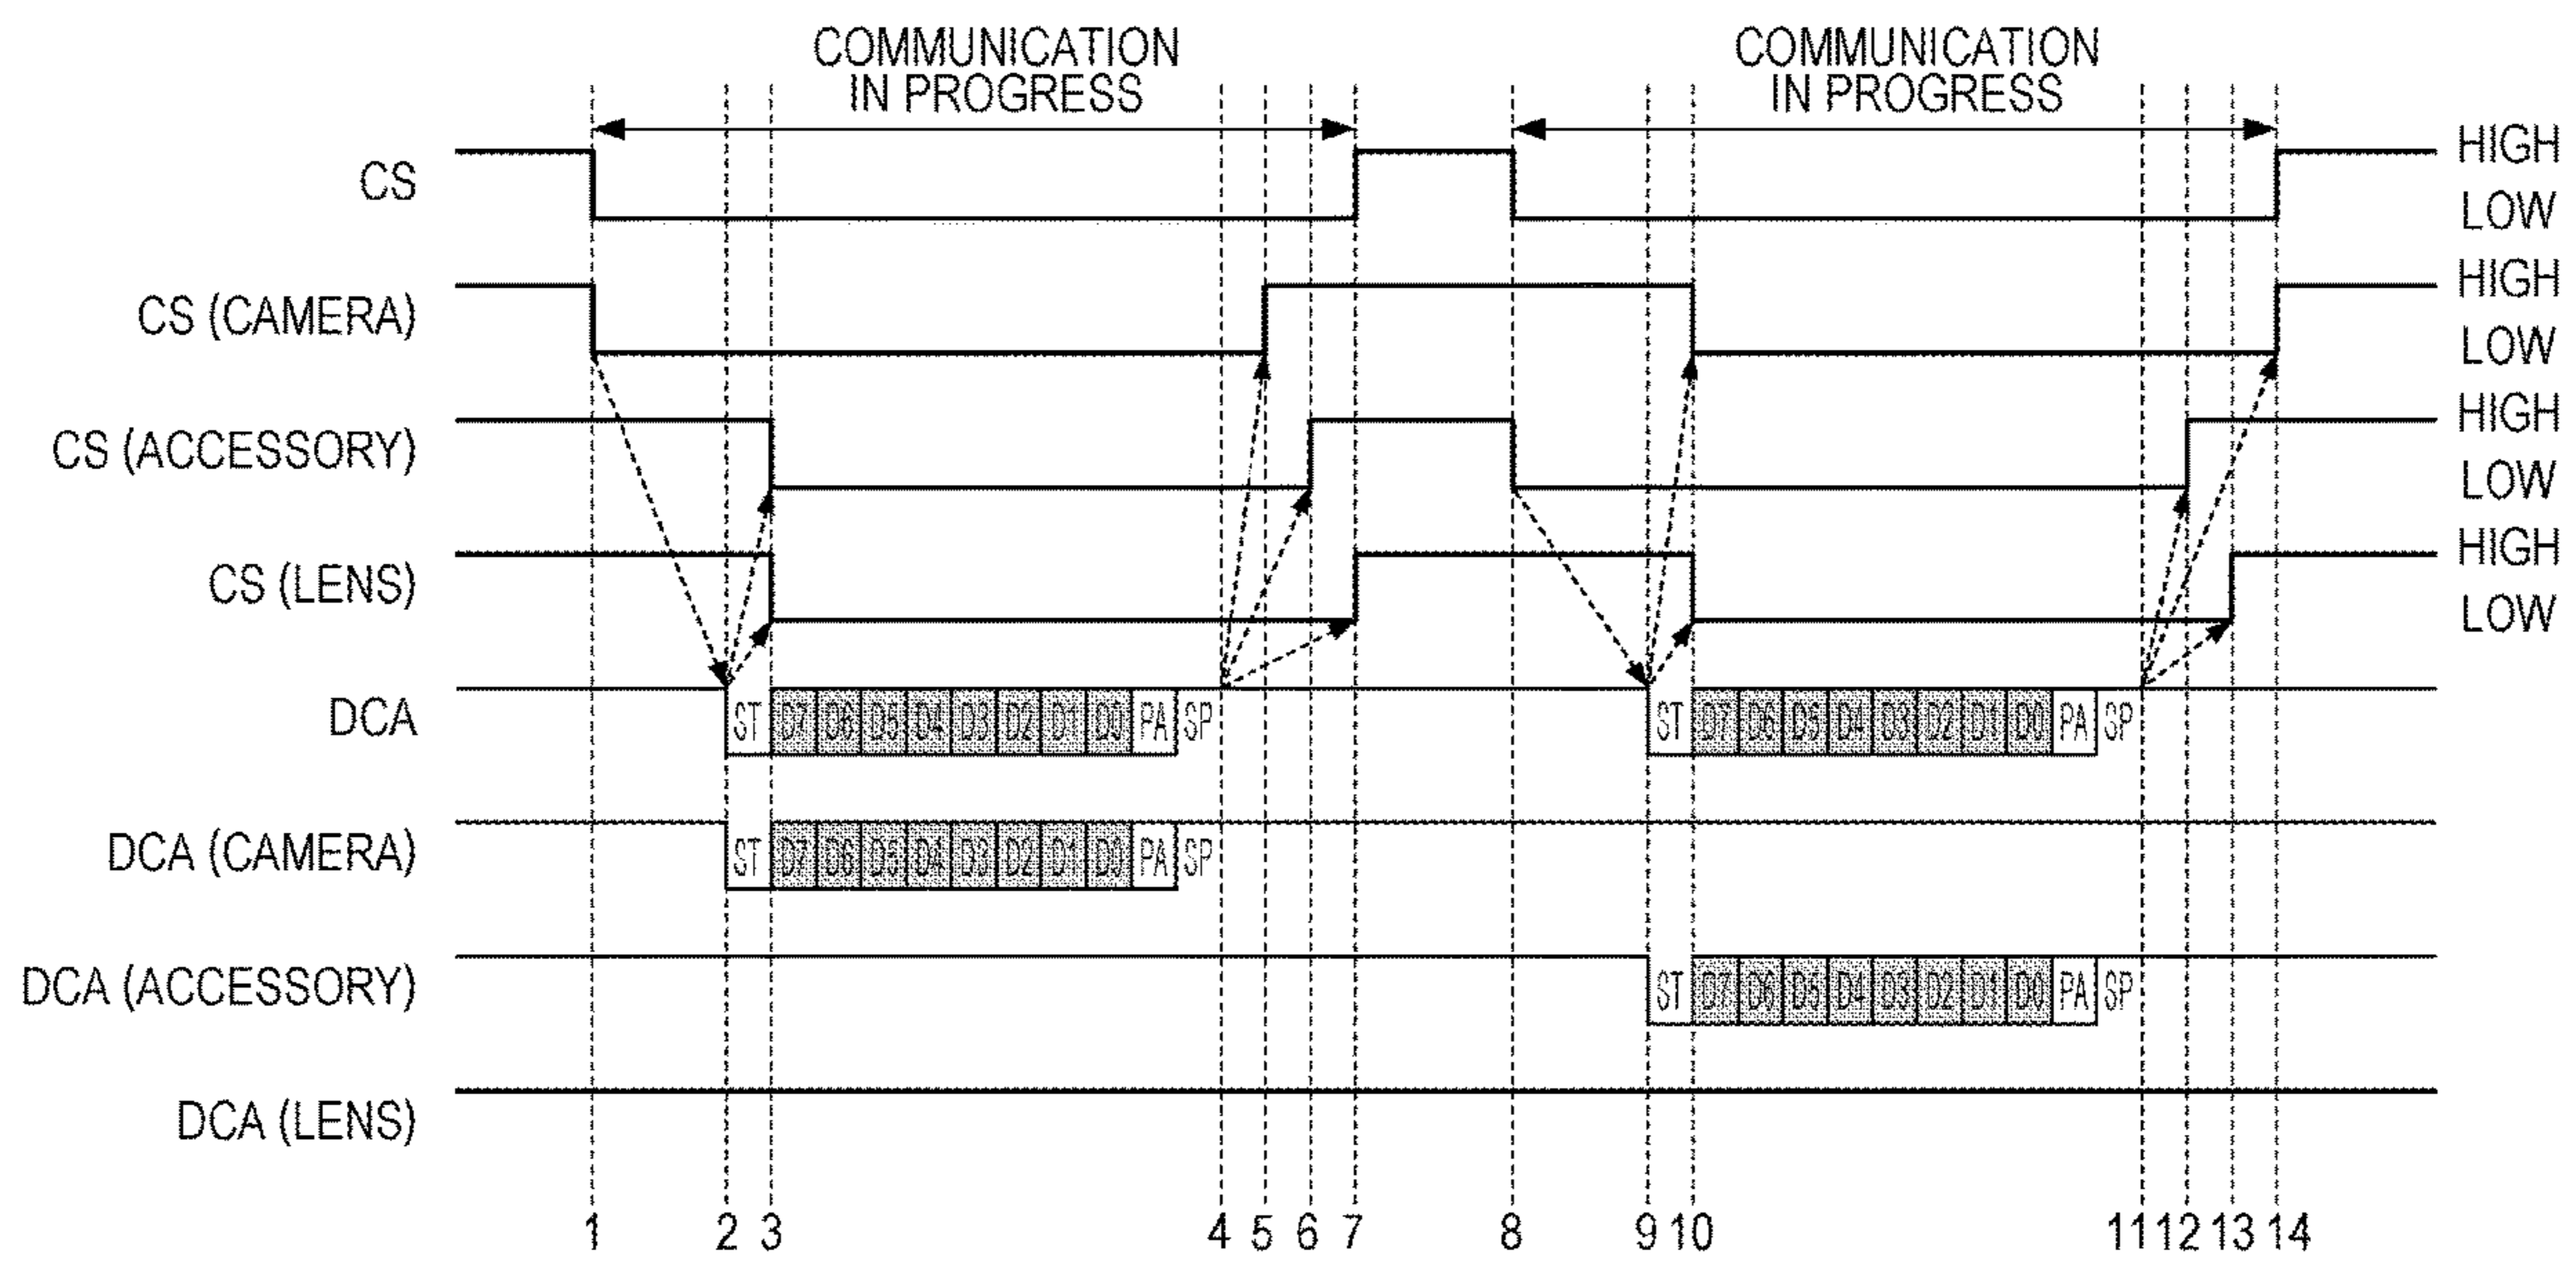 COMMUNICATION
IN PROGRESS
COMMUNICATION
IN PROGRESS
CS
HIGH
LOW
CS (CAMERA)
HIGH
LOW
CS (ACCESSORY)
HIGH
LOW
CS (LENS)
HIGH
LOW
DCA
ST D7 D6 D5 D4 D3 D2 D1 D0 PA SP
ST D7 D6 D5 D4 D3 D2 D1 D0 PA SP
DCA (CAMERA)
ST D7 D6 D5 D4 D3 D2 D1 D0 PA SP
DCA (ACCESSORY)
ST D7 D6 D5 D4 D3 D2 D1 D0 PA SP
DCA (LENS)
1 2 3 4 5 6 7 8 9 10 11 12 13 14